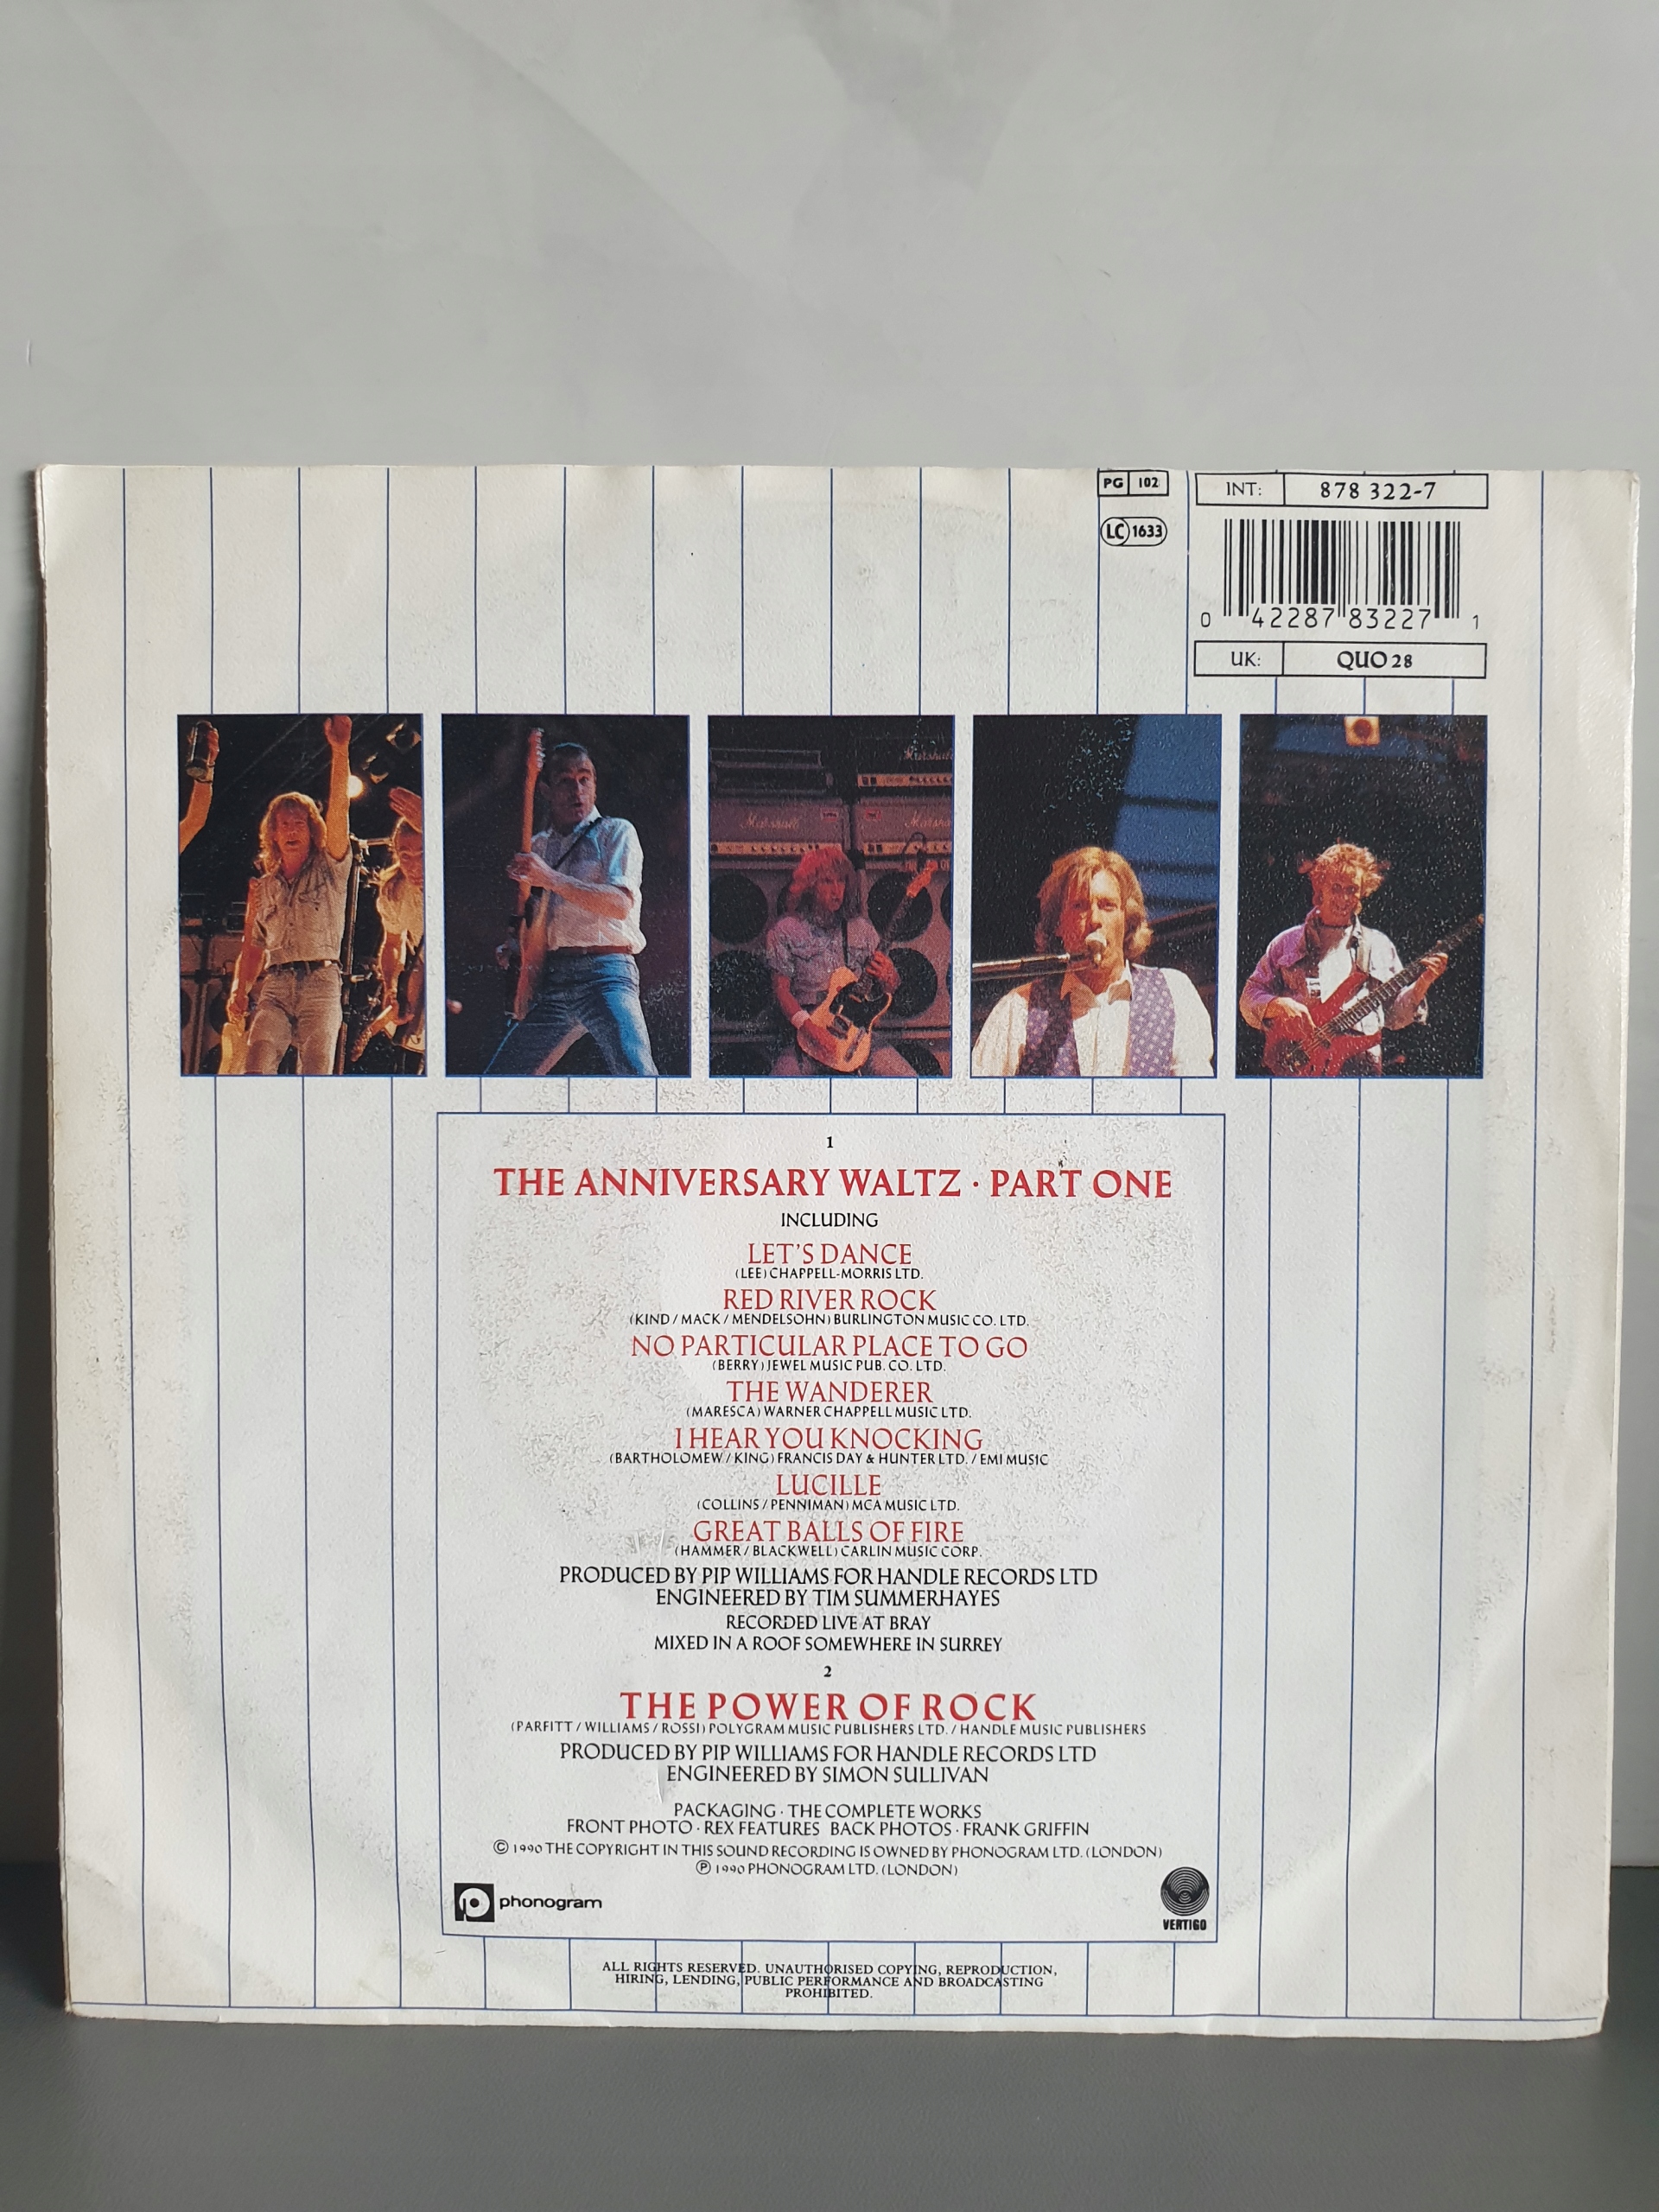 PG 102
INT: 878 322-7
LC 1633
0 42287 83227 1
UK: QUO 28
Marshall
Marshall
Marsha
1
THE ANNIVERSARY WALTZ · PART ONE
INCLUDING
LET'S DANCE
(LEE) CHAPPELL-MORRIS LTD.
RED RIVER ROCK
(KIND / MACK / MENDELSOHN) BURLINGTON MUSIC CO. LTD.
NO PARTICULAR PLACE TO GO
(BERRY) JEWEL MUSIC PUB. CO. LTD.
THE WANDERER
(MARESCA) WARNER CHAPPELL MUSIC LTD.
I HEAR YOU KNOCKING
(BARTHOLOMEW / KING) FRANCIS DAY & HUNTER LTD. / EMI MUSIC
LUCILLE
(COLLINS / PENNIMAN) MCA MUSIC LTD.
GREAT BALLS OF FIRE
(HAMMER / BLACKWELL) CARLIN MUSIC CORP.
PRODUCED BY PIP WILLIAMS FOR HANDLE RECORDS LTD
ENGINEERED BY TIM SUMMERHAYES
RECORDED LIVE AT BRAY
MIXED IN A ROOF SOMEWHERE IN SURREY
2
THE POWER OF ROCK
(PARFITT / WILLIAMS / ROSSI) POLYGRAM MUSIC PUBLISHERS LTD. / HANDLE MUSIC PUBLISHERS
PRODUCED BY PIP WILLIAMS FOR HANDLE RECORDS LTD
ENGINEERED BY SIMON SULLIVAN
PACKAGING · THE COMPLETE WORKS
FRONT PHOTO · REX FEATURES BACK PHOTOS · FRANK GRIFFIN
© 1990 THE COPYRIGHT IN THIS SOUND RECORDING IS OWNED BY PHONOGRAM LTD. (LONDON)
℗ 1990 PHONOGRAM LTD. (LONDON)
phonogram
VERTIGO
ALL RIGHTS RESERVED. UNAUTHORISED COPYING, REPRODUCTION,
HIRING, LENDING, PUBLIC PERFORMANCE AND BROADCASTING
PROHIBITED.